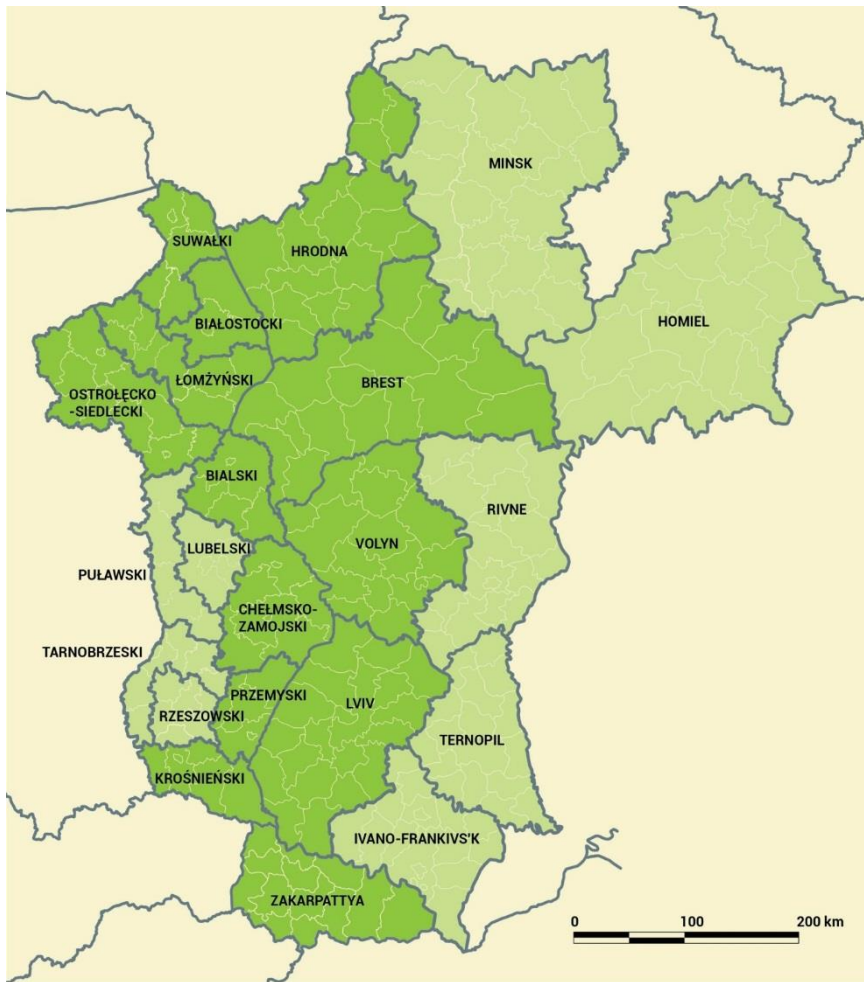 MINSK
SUWAŁKI
HRODNA
BIAŁOSTOCKI
HOMIEL
ŁOMŻYŃSKI
BREST
OSTROŁĘCKO
-SIEDLECKI
BIALSKI
RIVNE
LUBELSKI
VOLYN
PUŁAWSKI
CHEŁMSKO-
ZAMOJSKI
TARNOBRZESKI
PRZEMYSKI
LVIV
RZESZOWSKI
TERNOPIL
KROŚNIEŃSKI
IVANO-FRANKIVS'K
ZAKARPATTYA
0 100 200 km